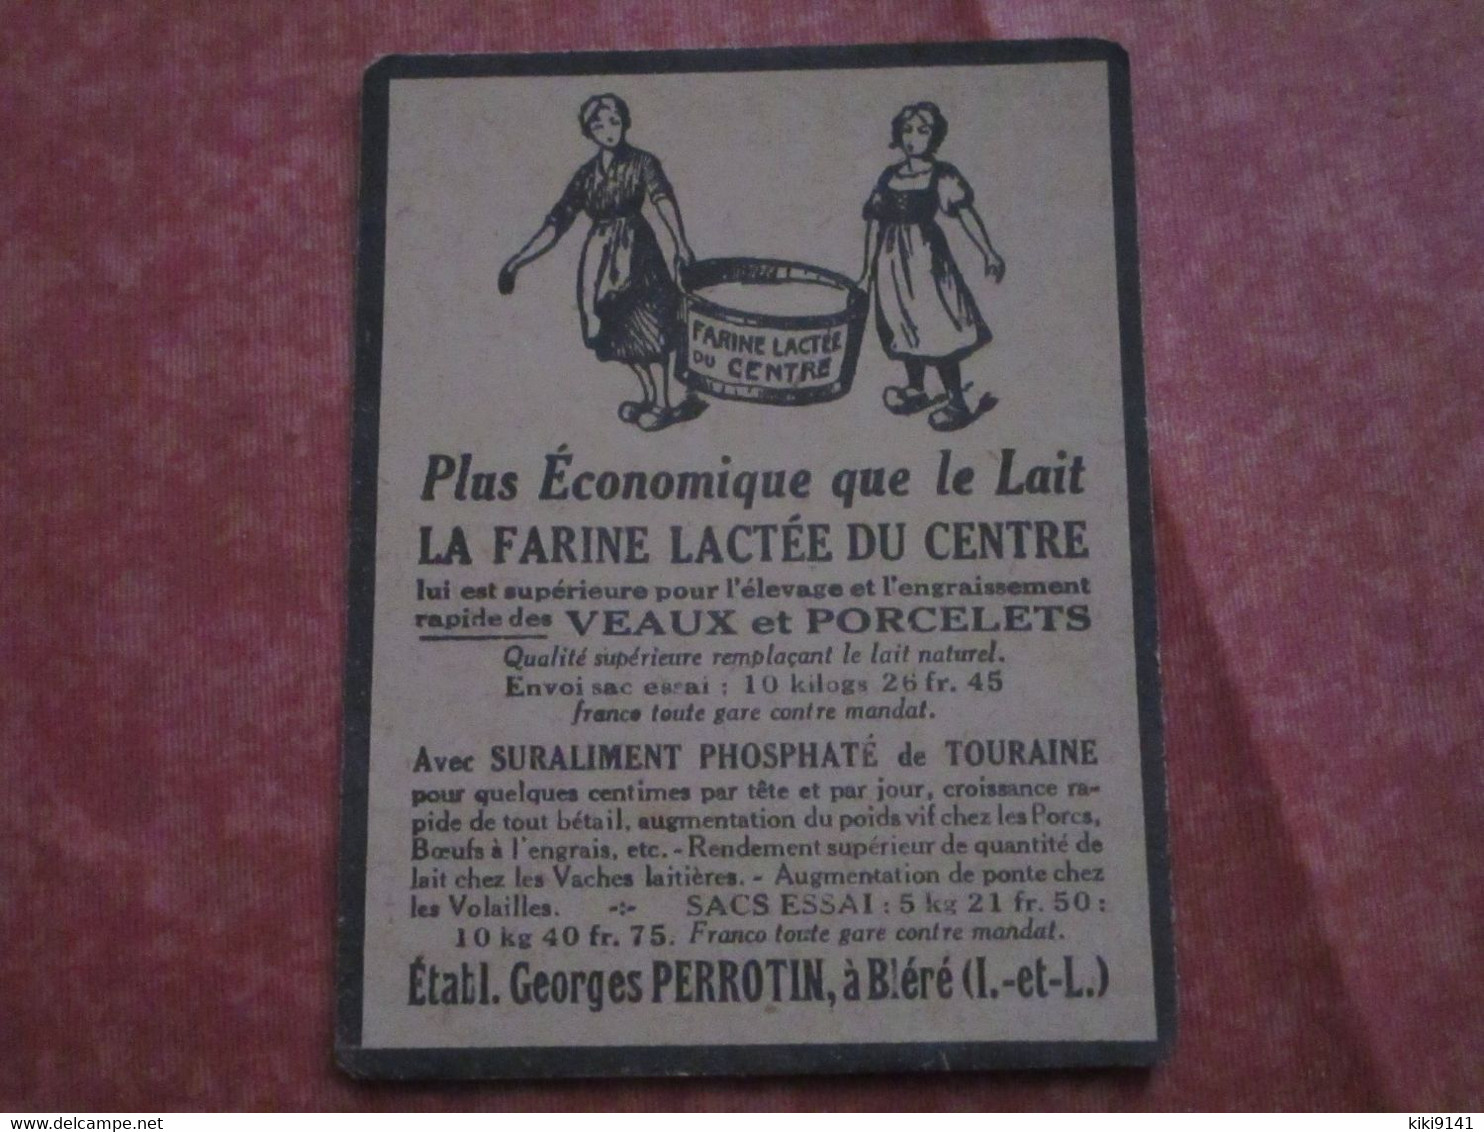 FARINE LACTÉE
DU CENTRE
Plus Économique que le Lait
LA FARINE LACTÉE DU CENTRE
lui est supérieure pour l'élevage et l'engraissement
rapide des VEAUX et PORCELETS
Qualité supérieure remplaçant le lait naturel.
Envoi sac essai : 10 kilogs 26 fr. 45
franco toute gare contre mandat.
Avec SURALIMENT PHOSPHATÉ de TOURAINE
pour quelques centimes par tête et par jour, croissance ra-
pide de tout bétail, augmentation du poids vif chez les Porcs,
Bœufs à l'engrais, etc. - Rendement supérieur de quantité de
lait chez les Vaches laitières. - Augmentation de ponte chez
les Volailles. -:- SACS ESSAI : 5 kg 21 fr. 50 :
10 kg 40 fr. 75. Franco toute gare contre mandat.
Établ. Georges PERROTIN, à Bléré (I.-et-L.)
delcampe.net
kiki9141